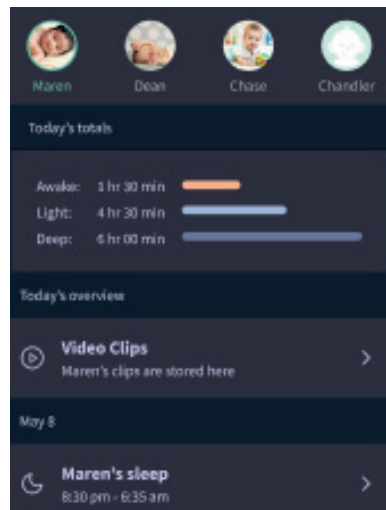 Maren Dean Chase Chandler
Today's totals
Awake: 1 hr 30 min
Light: 4 hr 30 min
Deep: 6 hr 00 min
Today's overview
Video Clips
Maren's clips are stored here
May 8
Maren's sleep
8:30 pm - 6:35 am